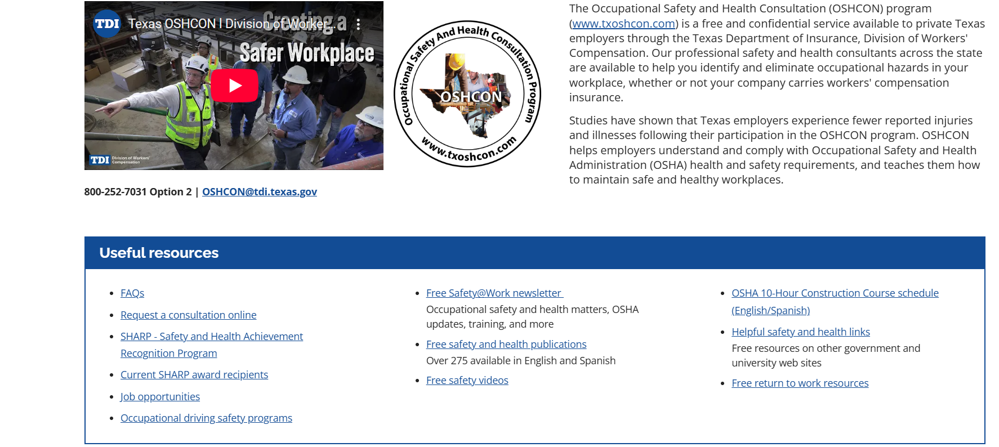 TDI Texas OSHCON | Division of Worker...
Creating a
Safer Workplace
TDI Division of Workers'
Compensation
800-252-7031 Option 2 | OSHCON@tdi.texas.gov
Occupational Safety And Health Consultation Program
OSHCON
www.txoshcon.com
The Occupational Safety and Health Consultation (OSHCON) program
(www.txoshcon.com) is a free and confidential service available to private Texas
employers through the Texas Department of Insurance, Division of Workers'
Compensation. Our professional safety and health consultants across the state
are available to help you identify and eliminate occupational hazards in your
workplace, whether or not your company carries workers' compensation
insurance.
Studies have shown that Texas employers experience fewer reported injuries
and illnesses following their participation in the OSHCON program. OSHCON
helps employers understand and comply with Occupational Safety and Health
Administration (OSHA) health and safety requirements, and teaches them how
to maintain safe and healthy workplaces.
Useful resources
FAQs
Request a consultation online
SHARP - Safety and Health Achievement
Recognition Program
Current SHARP award recipients
Job opportunities
Occupational driving safety programs
Free Safety@Work newsletter
Occupational safety and health matters, OSHA
updates, training, and more
Free safety and health publications
Over 275 available in English and Spanish
Free safety videos
OSHA 10-Hour Construction Course schedule
(English/Spanish)
Helpful safety and health links
Free resources on other government and
university web sites
Free return to work resources